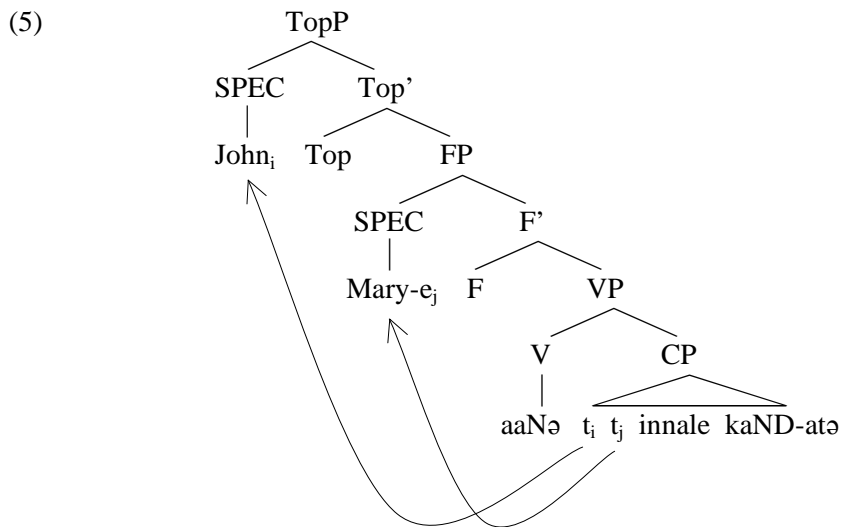 (5) TopP
SPEC Top’
John_i Top FP
SPEC F’
Mary-e_j F VP
V CP
aaNə t_i t_j innale kaND-atə